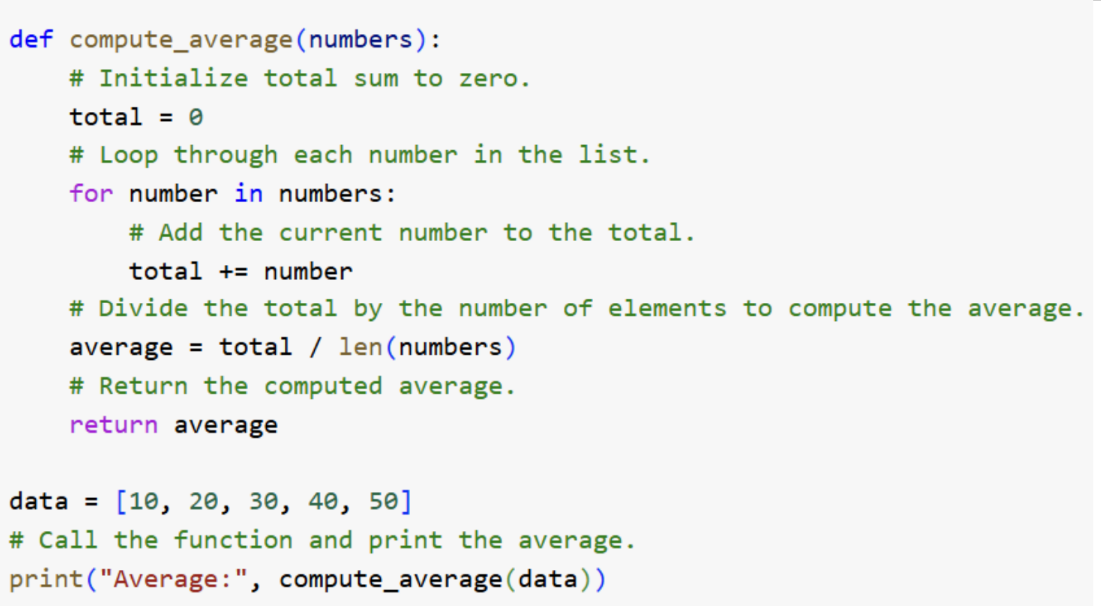 def compute_average(numbers):
    # Initialize total sum to zero.
    total = 0
    # Loop through each number in the list.
    for number in numbers:
        # Add the current number to the total.
        total += number
    # Divide the total by the number of elements to compute the average.
    average = total / len(numbers)
    # Return the computed average.
    return average

data = [10, 20, 30, 40, 50]
# Call the function and print the average.
print("Average:", compute_average(data))